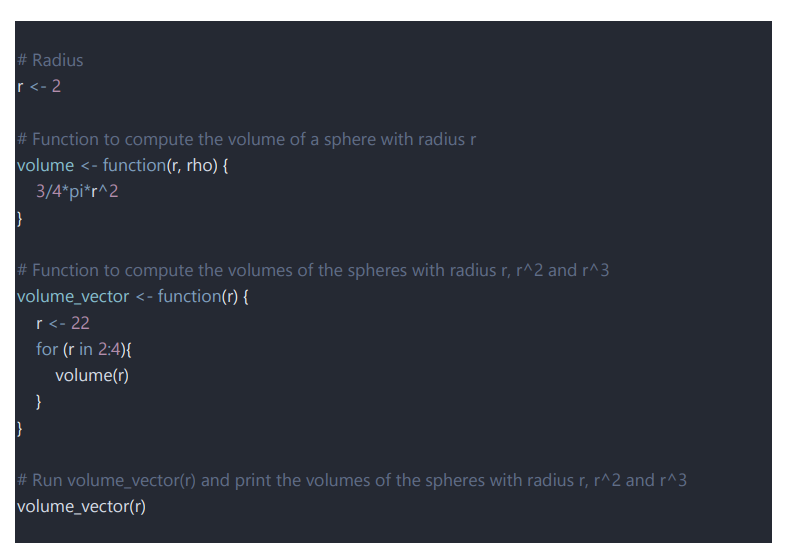 # Radius
r <- 2
# Function to compute the volume of a sphere with radius r
volume <- function(r, rho) {
3/4*pi*r^2
}
# Function to compute the volumes of the spheres with radius r, r^2 and r^3
volume_vector <- function(r) {
r <- 22
for (r in 2:4){
volume(r)
}
}
# Run volume_vector(r) and print the volumes of the spheres with radius r, r^2 and r^3
volume_vector(r)